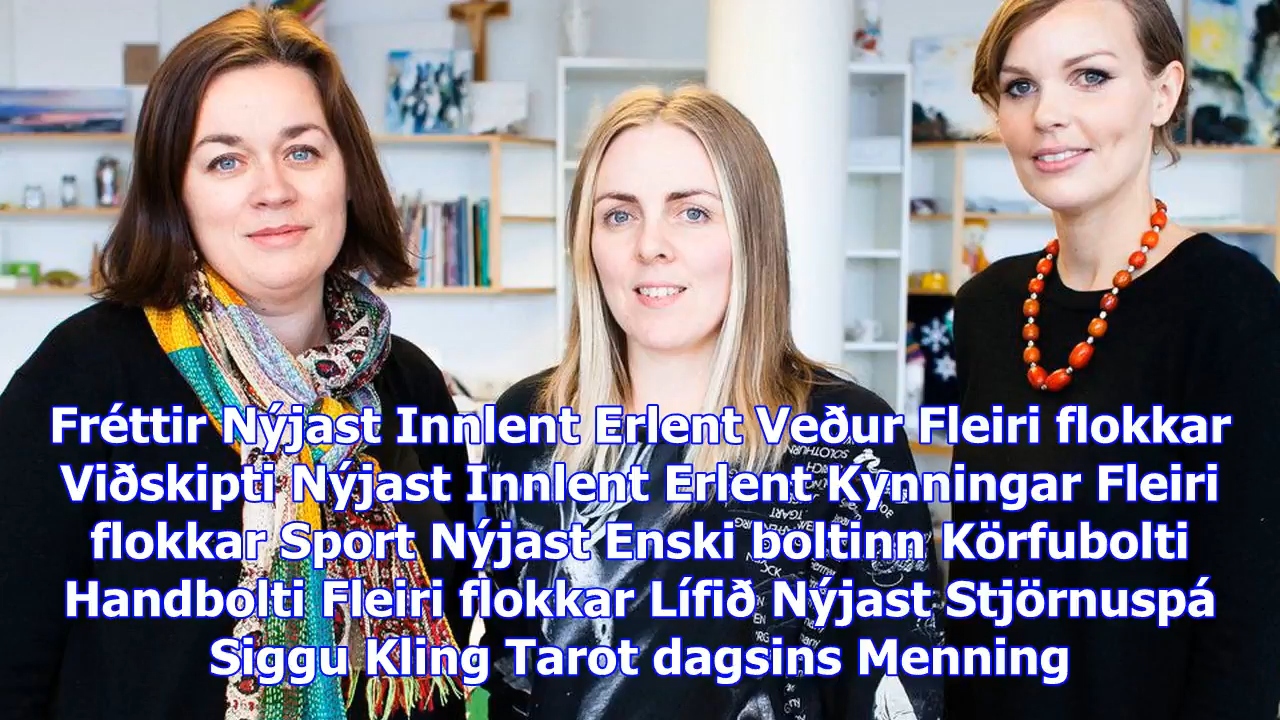 Fréttir Nýjast Innlent Erlent Veður Fleiri flokkar
Viðskipti Nýjast Innlent Erlent Kynningar Fleiri
flokkar Sport Nýjast Enski boltinn Körfubolti
Handbolti Fleiri flokkar Lífið Nýjast Stjörnuspá
Siggu Kling Tarot dagsins Menning
SOLOTHUR